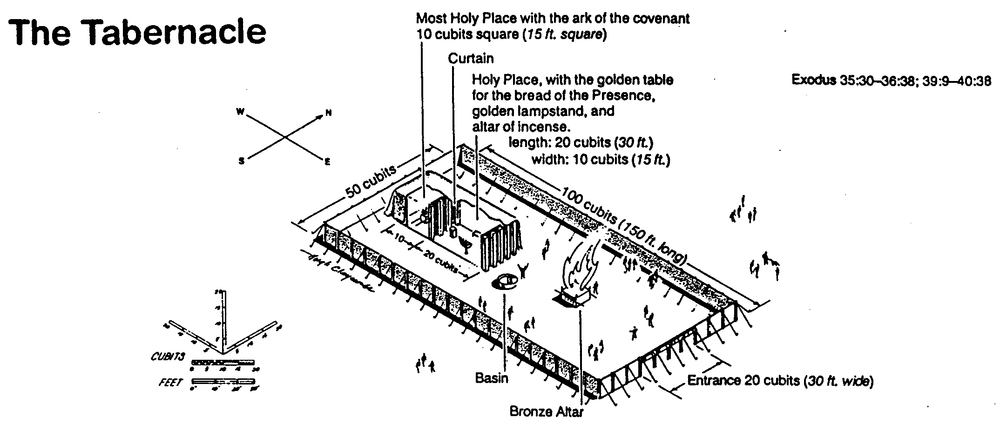 The Tabernacle
Most Holy Place with the ark of the covenant
10 cubits square (15 ft. square)
Curtain
Holy Place, with the golden table
for the bread of the Presence,
golden lampstand, and
altar of incense.
length: 20 cubits (30 ft.)
width: 10 cubits (15 ft.)
Exodus 35:30–36:38; 39:9–40:38
W
N
S
E
50 cubits
100 cubits (150 ft. long)
10
20 cubits
Basin
Bronze Altar
Entrance 20 cubits (30 ft. wide)
CUBITS
FEET